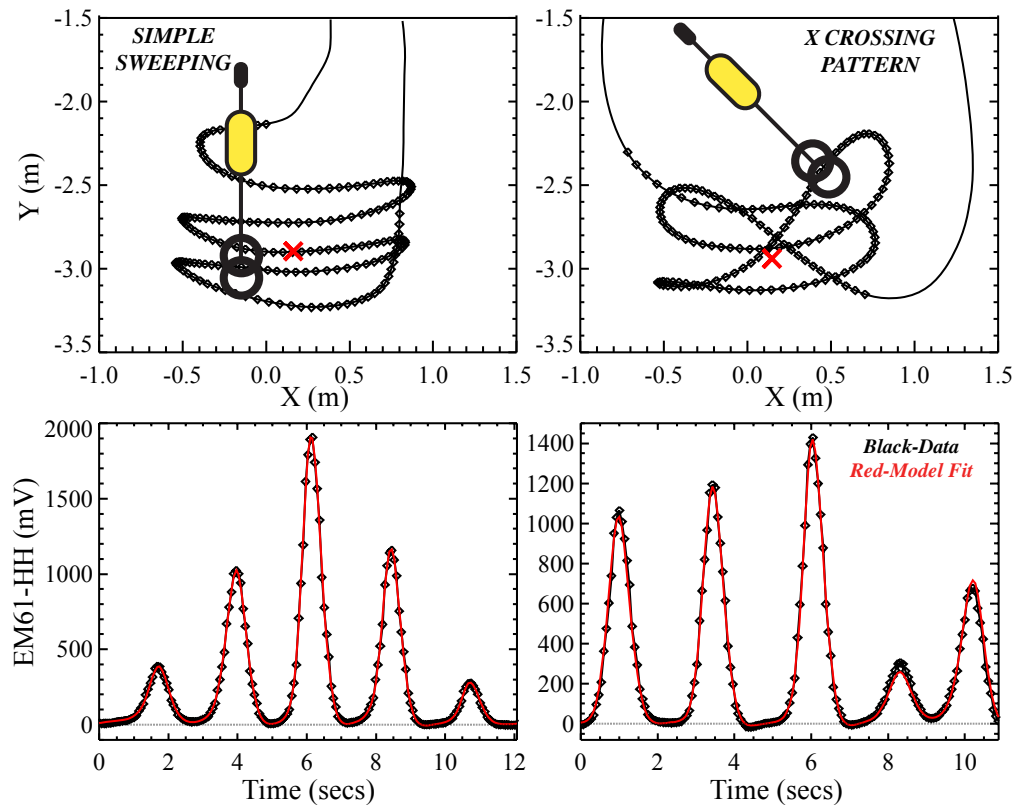 SIMPLE
SWEEPING
Y (m)
-1.5
-2.0
-2.5
-3.0
-3.5
-1.0 -0.5 0.0 0.5 1.0 1.5
X (m)
X CROSSING
PATTERN
-1.5
-2.0
-2.5
-3.0
-3.5
-1.0 -0.5 0.0 0.5 1.0 1.5
X (m)
EM61-HH (mV)
2000
1500
1000
500
0
0 2 4 6 8 10 12
Time (secs)
Black-Data
Red-Model Fit
1400
1200
1000
800
600
400
200
0
0 2 4 6 8 10
Time (secs)